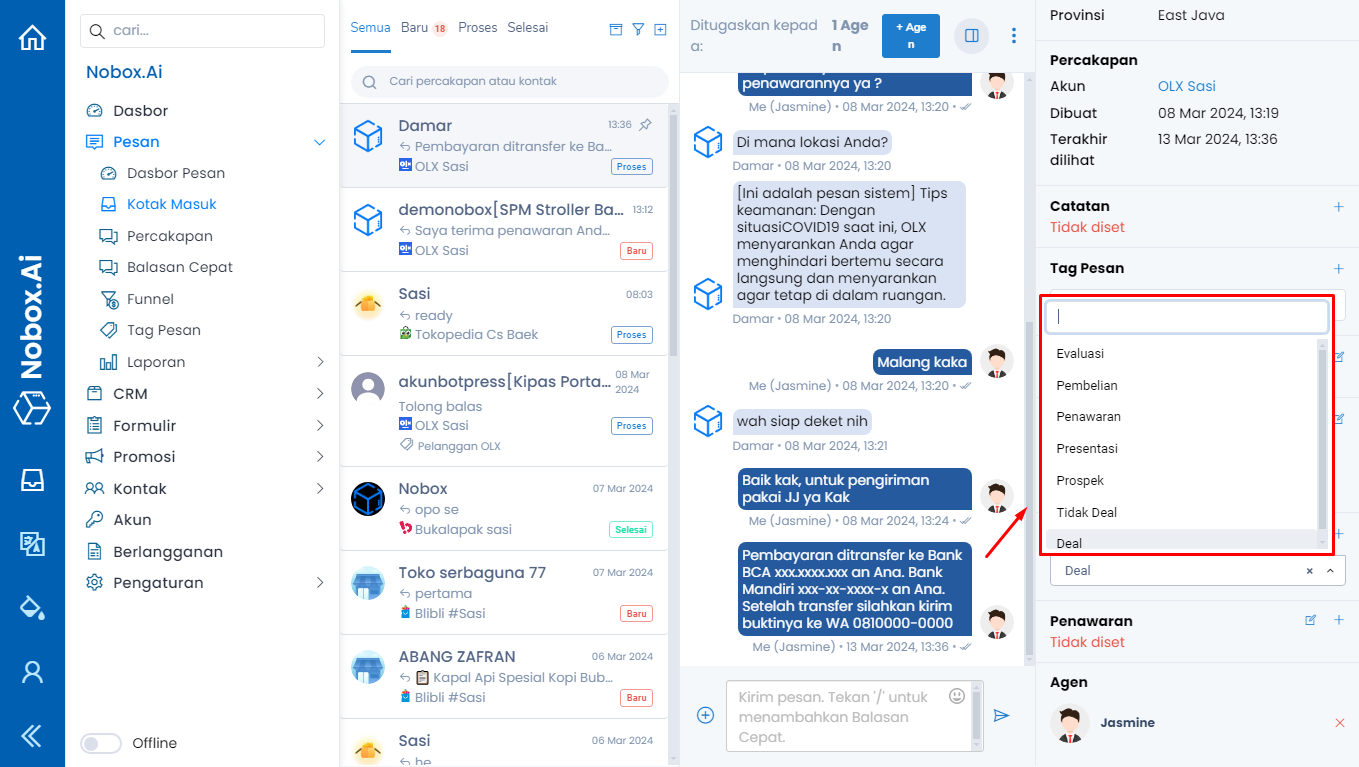 Nobox.Ai
cari...
Nobox.Ai
Dasbor
Pesan
Dasbor Pesan
Kotak Masuk
Percakapan
Balasan Cepat
Funnel
Tag Pesan
Laporan
CRM
Formulir
Promosi
Kontak
Akun
Berlangganan
Pengaturan
Offline
Semua Baru 18 Proses Selesai
Cari percakapan atau kontak
Damar 13:36
Pembayaran ditransfer ke Ba...
OLX Sasi Proses
demonobox[SPM Stroller Ba... 13:12
Saya terima penawaran And...
OLX Sasi Baru
Sasi 08:03
ready
Tokopedia Cs Baek Proses
akunbotpress[Kipas Porta... 08 Mar
2024
Tolong balas
OLX Sasi Proses
Pelanggan OLX
Nobox 07 Mar 2024
opo se
Bukalapak sasi Selesai
Toko serbaguna 77 07 Mar 2024
pertama
Blibli #Sasi Baru
ABANG ZAFRAN 06 Mar 2024
Kapal Api Spesial Kopi Bub...
Blibli #Sasi Baru
Sasi 06 Mar 2024
he
Ditugaskan kepad
a:
1 Age
n
+ Age
n
penawarannya ya ?
Me (Jasmine) • 08 Mar 2024, 13:20 •
Di mana lokasi Anda?
Damar • 08 Mar 2024, 13:20
[Ini adalah pesan sistem] Tips
keamanan: Dengan
situasiCOVID19 saat ini, OLX
menyarankan Anda agar
menghindari bertemu secara
langsung dan menyarankan
agar tetap di dalam ruangan.
Damar • 08 Mar 2024, 13:20
Malang kaka
Me (Jasmine) • 08 Mar 2024, 13:20 •
wah siap deket nih
Damar • 08 Mar 2024, 13:21
Baik kak, untuk pengiriman
pakai JJ ya Kak
Me (Jasmine) • 08 Mar 2024, 13:24 •
Pembayaran ditransfer ke Bank
BCA xxx.xxxx.xxx an Ana. Bank
Mandiri xxx-xx-xxxx-x an Ana.
Setelah transfer silahkan kirim
buktinya ke WA 0810000-0000
Me (Jasmine) • 13 Mar 2024, 13:36 •
Kirim pesan. Tekan '/' untuk
menambahkan Balasan
Cepat.
Provinsi East Java
Percakapan
Akun OLX Sasi
Dibuat 08 Mar 2024, 13:19
Terakhir 13 Mar 2024, 13:36
dilihat
Catatan
Tidak diset
Tag Pesan
Evaluasi
Pembelian
Penawaran
Presentasi
Prospek
Tidak Deal
Deal
Deal ×
Penawaran
Tidak diset
Agen
Jasmine